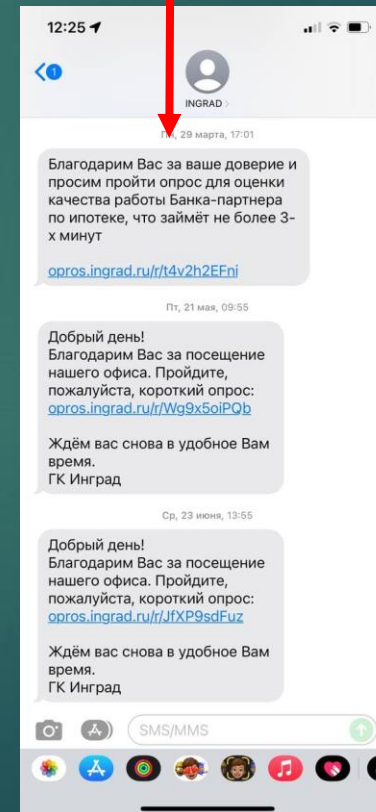 12:25
1
INGRAD >
Пн, 29 марта, 17:01
Благодарим Вас за ваше доверие и
просим пройти опрос для оценки
качества работы Банка-партнера
по ипотеке, что займёт не более 3-
х минут
opros.ingrad.ru/r/t4v2h2EFni
Пт, 21 мая, 09:55
Добрый день!
Благодарим Вас за посещение
нашего офиса. Пройдите,
пожалуйста, короткий опрос:
opros.ingrad.ru/r/Wg9x5oiPQb
Ждём вас снова в удобное Вам
время.
ГК Инград
Ср, 23 июня, 13:55
Добрый день!
Благодарим Вас за посещение
нашего офиса. Пройдите,
пожалуйста, короткий опрос:
opros.ingrad.ru/r/JfXP9sdFuz
Ждём вас снова в удобное Вам
время.
ГК Инград
SMS/MMS